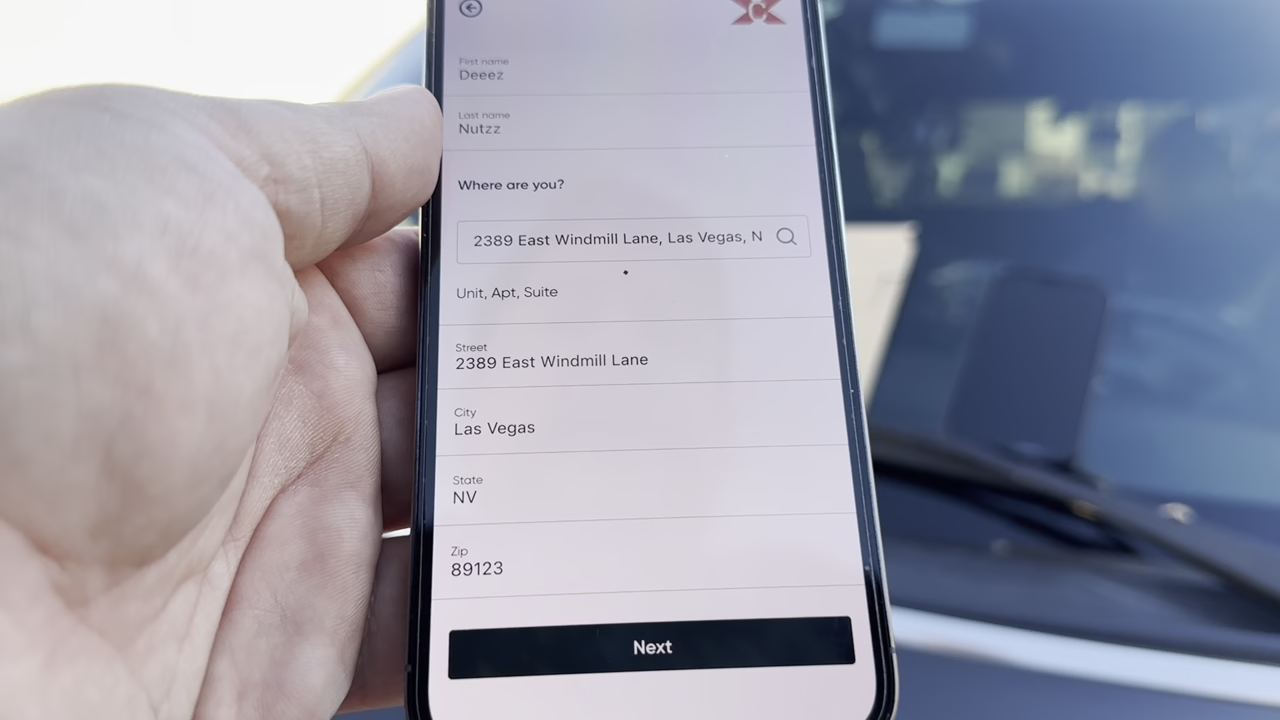 C
First name
Deeez
Last name
Nutzz
Where are you?
2389 East Windmill Lane, Las Vegas, N
Unit, Apt, Suite
Street
2389 East Windmill Lane
City
Las Vegas
State
NV
Zip
89123
Next